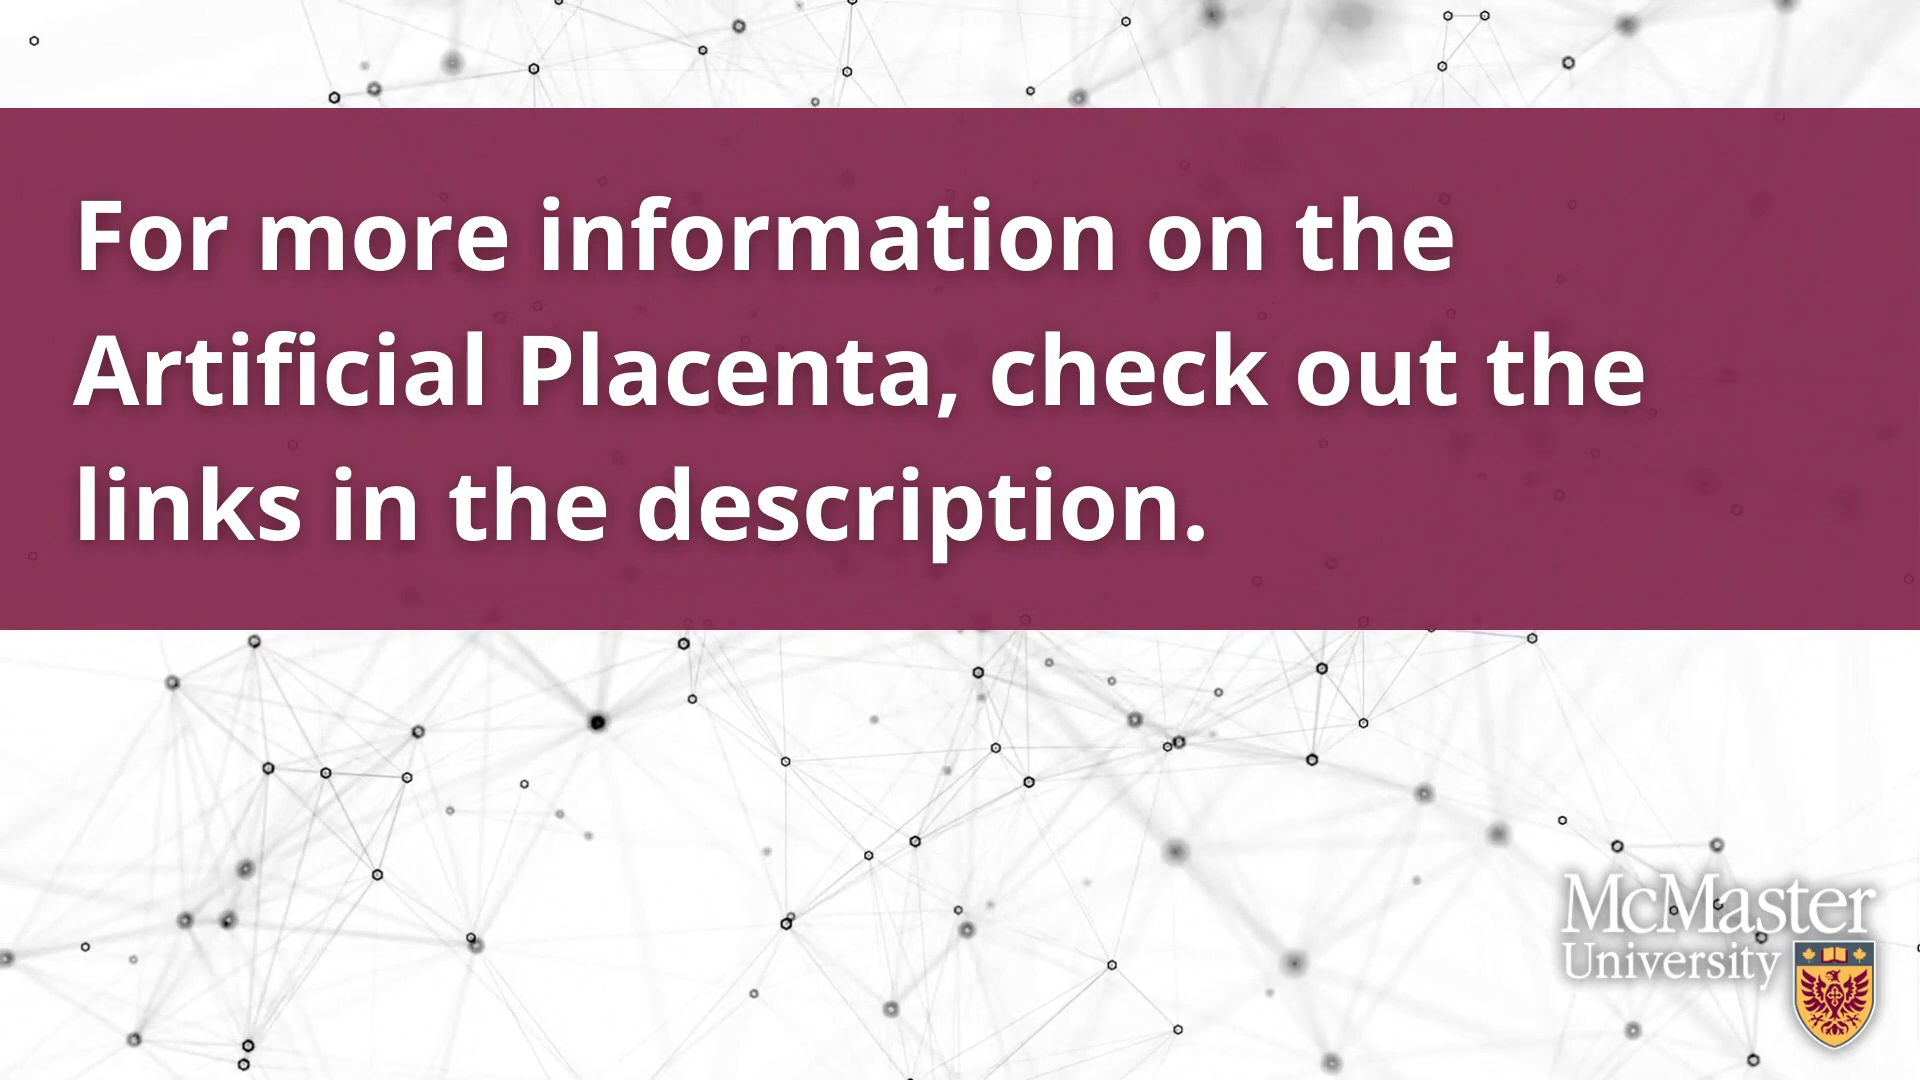 For more information on the
Artificial Placenta, check out the
links in the description.
McMaster
University